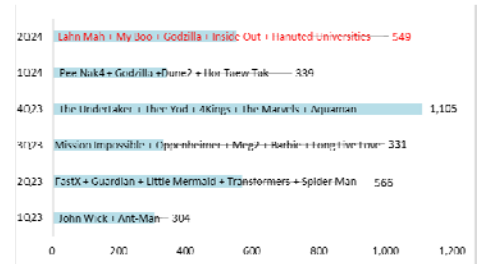 2Q24 Lahn Mah + My Boo + Godzilla + Inside Out + Hanuted Universities 549
1Q24 Pee Nak4 + Godzilla +Dune2 + Hor Taew Tak 339
4Q23 The Undertaker + Thee Yod + 4Kings + The Marvels + Aquaman 1,105
3Q23 Mission Impossible + Oppenheimer + Meg2 + Barbie + Long Live Love 331
2Q23 FastX + Guardian + Little Mermaid + Transformers + Spider Man 566
1Q23 John Wick + Ant-Man 304
0 200 400 600 800 1,000 1,200